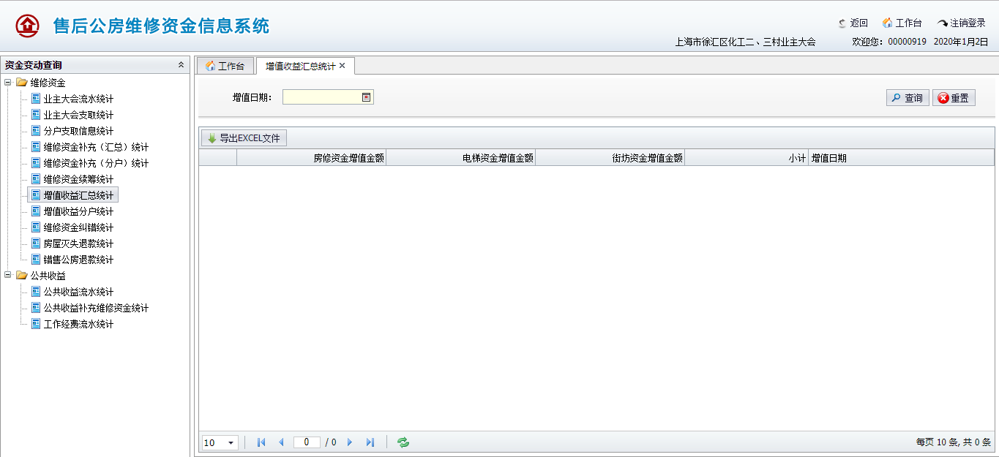 售后公房维修资金信息系统
返回 工作台 注销登录
上海市徐汇区化工二、三村业主大会 欢迎您：00000919 2020年1月2日
资金变动查询
维修资金
业主大会流水统计
业主大会支取统计
分户支取信息统计
维修资金补充（汇总）统计
维修资金补充（分户）统计
维修资金续筹统计
增值收益汇总统计
增值收益分户统计
维修资金纠错统计
房屋灭失退款统计
错售公房退款统计
公共收益
公共收益流水统计
公共收益补充维修资金统计
工作经费流水统计
工作台 增值收益汇总统计
增值日期： 查询 重置
导出EXCEL文件
房修资金增值金额 电梯资金增值金额 街坊资金增值金额 小计 增值日期
10 0 / 0 每页 10 条, 共 0 条